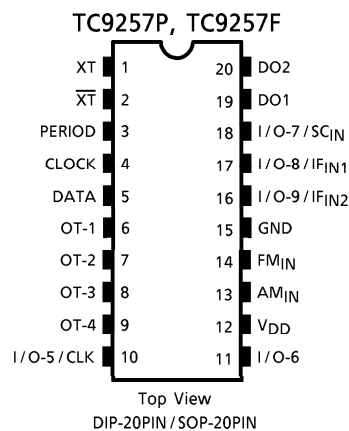 TC9257P, TC9257F
XT 1 20 DO2
X̅T̅ 2 19 DO1
PERIOD 3 18 I/O-7/SCIN
CLOCK 4 17 I/O-8/IFIN1
DATA 5 16 I/O-9/IFIN2
OT-1 6 15 GND
OT-2 7 14 FMIN
OT-3 8 13 AMIN
OT-4 9 12 VDD
I/O-5/CLK 10 11 I/O-6
Top View
DIP-20PIN/SOP-20PIN